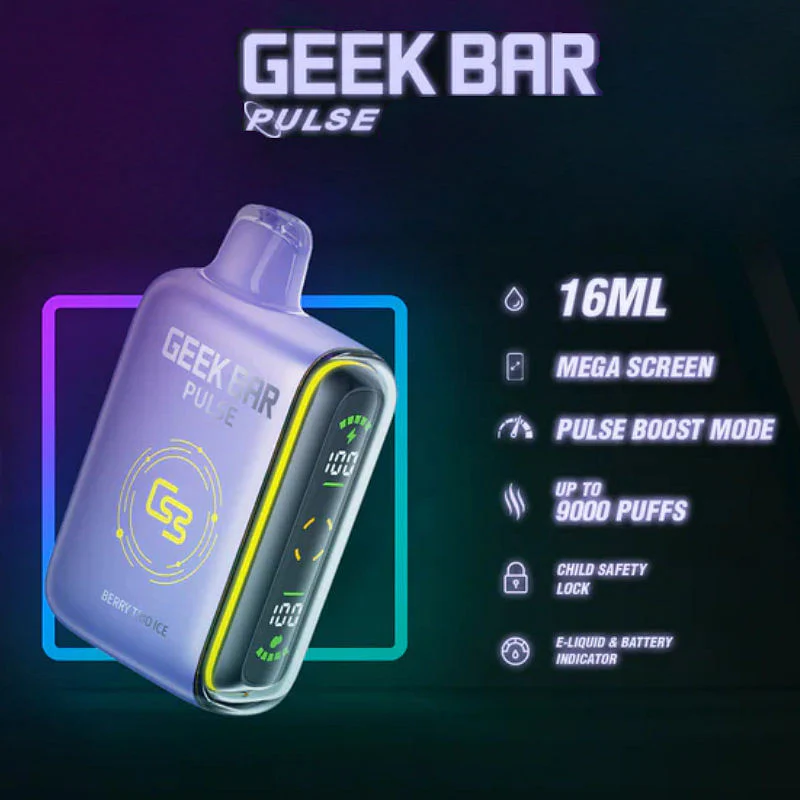 GEEK BAR
PULSE
GEEK BAR
PULSE
100
100
BERRY TRIO ICE
16ML
MEGA SCREEN
PULSE BOOST MODE
UP TO
9000 PUFFS
CHILD SAFETY
LOCK
E-LIQUID & BATTERY
INDICATOR